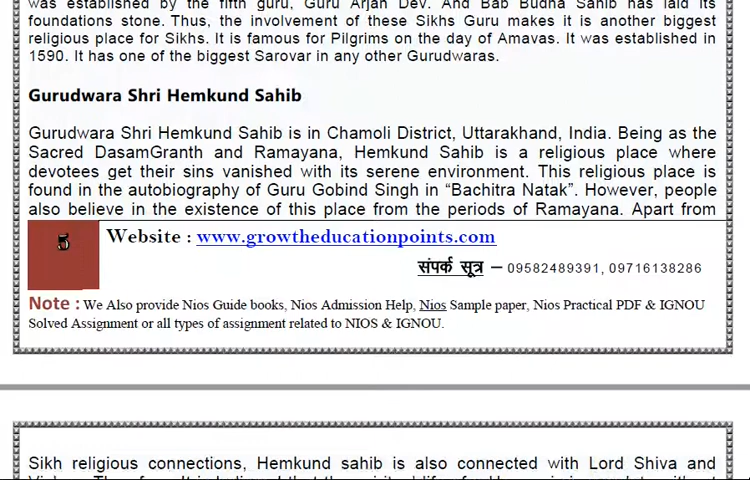 was established by the fifth guru, Guru Arjan Dev. And Bab Budha Sahib has laid its
foundations stone. Thus, the involvement of these Sikhs Guru makes it is another biggest
religious place for Sikhs. It is famous for Pilgrims on the day of Amavas. It was established in
1590. It has one of the biggest Sarovar in any other Gurudwaras.
Gurudwara Shri Hemkund Sahib
Gurudwara Shri Hemkund Sahib is in Chamoli District, Uttarakhand, India. Being as the
Sacred DasamGranth and Ramayana, Hemkund Sahib is a religious place where
devotees get their sins vanished with its serene environment. This religious place is
found in the autobiography of Guru Gobind Singh in “Bachitra Natak”. However, people
also believe in the existence of this place from the periods of Ramayana. Apart from
5
Website : www.growtheducationpoints.com
संपर्क सूत्र – 09582489391, 09716138286
Note : We Also provide Nios Guide books, Nios Admission Help, Nios Sample paper, Nios Practical PDF & IGNOU
Solved Assignment or all types of assignment related to NIOS & IGNOU.
Sikh religious connections, Hemkund sahib is also connected with Lord Shiva and